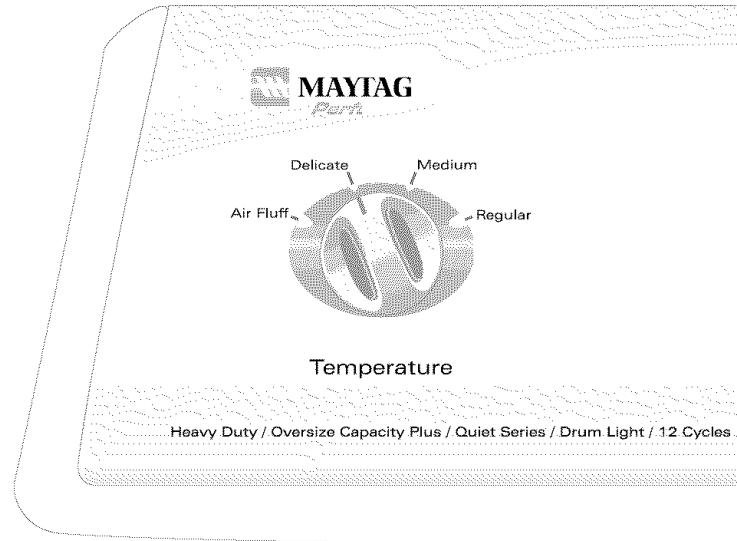 MAYTAG
Delicate
Medium
Air Fluff
Regular
Temperature
Heavy Duty / Oversize Capacity Plus / Quiet Series / Drum Light / 12 Cycles